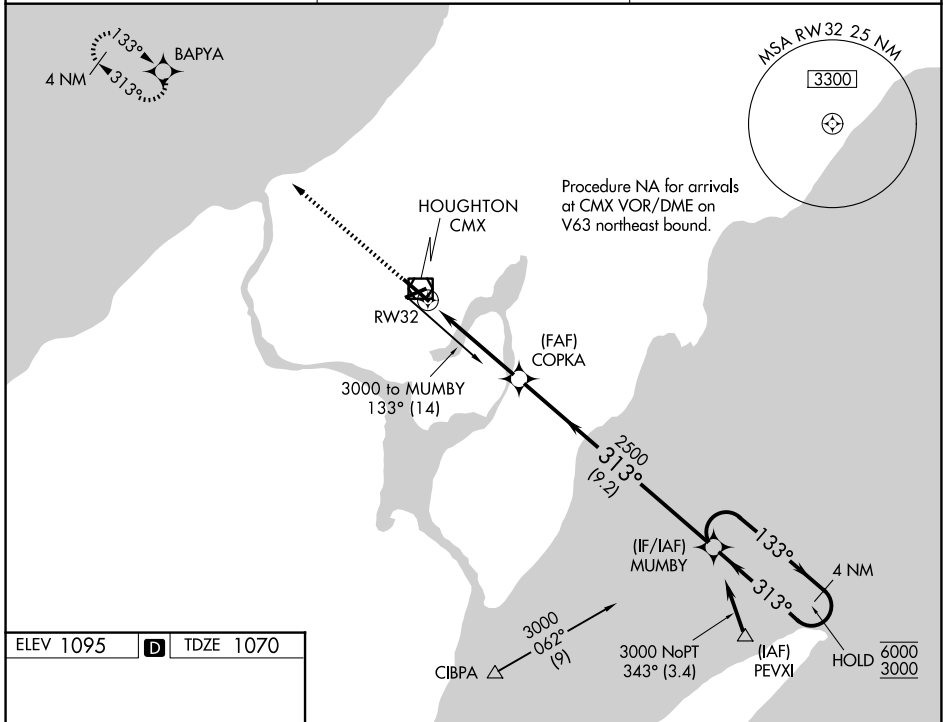 133°
BAPYA
4 NM
313°
MSA RW32 25 NM
3300
Procedure NA for arrivals
at CMX VOR/DME on
V63 northeast bound.
HOUGHTON
CMX
RW32
(FAF)
COPKA
3000 to MUMBY
133° (14)
2500
313°
(9.2)
(IF/IAF)
MUMBY
133°
4 NM
313°
3000
062°
(9)
CIBPA
3000 NoPT
343° (3.4)
(IAF)
PEVXI
HOLD
6000
3000
ELEV 1095
D
TDZE 1070